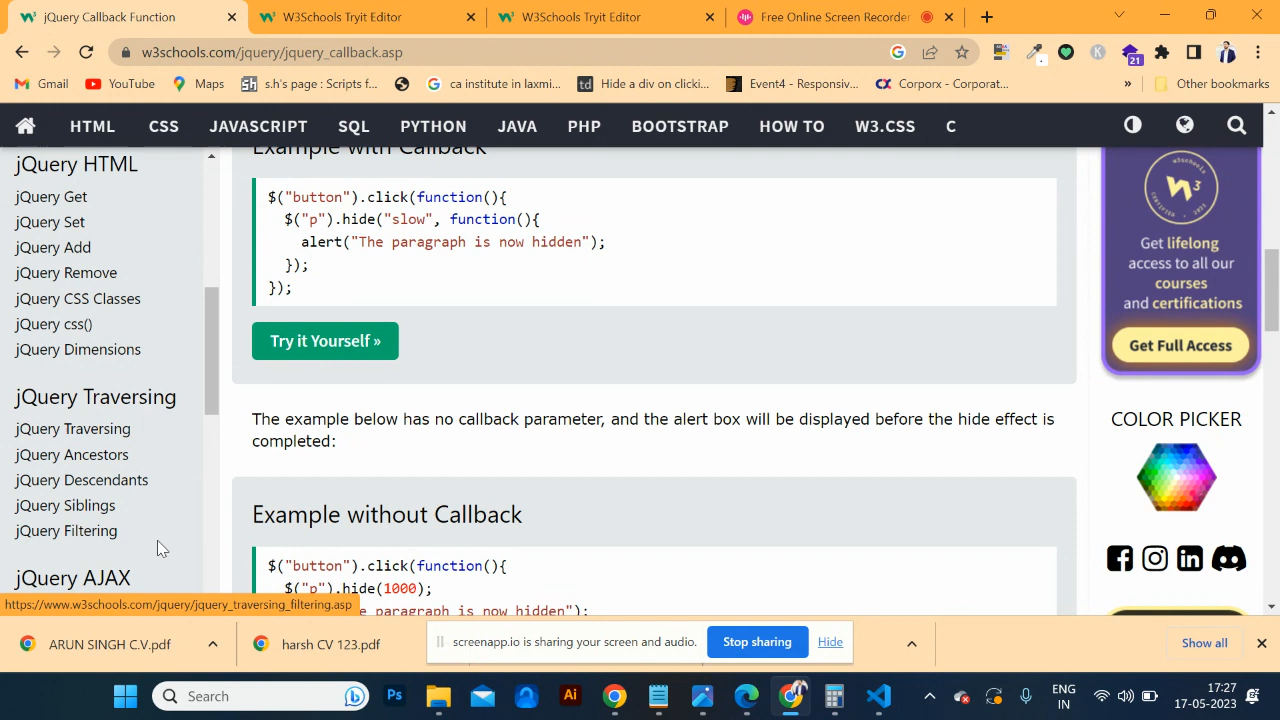 jQuery Callback Function
W3Schools Tryit Editor
W3Schools Tryit Editor
Free Online Screen Recorder
w3schools.com/jquery/jquery_callback.asp
21
Gmail
YouTube
Maps
s.h's page : Scripts f...
ca institute in laxmi...
Hide a div on clicki...
Event4 - Responsiv...
Corporx – Corporat...
»
Other bookmarks
HTML
CSS
JAVASCRIPT
SQL
PYTHON
JAVA
PHP
BOOTSTRAP
HOW TO
W3.CSS
C
jQuery HTML
jQuery Get
jQuery Set
jQuery Add
jQuery Remove
jQuery CSS Classes
jQuery css()
jQuery Dimensions
jQuery Traversing
jQuery Traversing
jQuery Ancestors
jQuery Descendants
jQuery Siblings
jQuery Filtering
jQuery AJAX
https://www.w3schools.com/jquery/jquery_traversing_filtering.asp
Example with Callback
$("button").click(function(){
$("p").hide("slow", function(){
alert("The paragraph is now hidden");
});
});
Try it Yourself »
The example below has no callback parameter, and the alert box will be displayed before the hide effect is
completed:
Example without Callback
$("button").click(function(){
$("p").hide(1000);
e paragraph is now hidden");
Get lifelong
access to all our
courses
and certifications
Get Full Access
COLOR PICKER
ARUN SINGH C.V.pdf
harsh CV 123.pdf
screenapp.io is sharing your screen and audio.
Stop sharing
Hide
Show all
Search
Ps
Ai
ENG
IN
17:27
17-05-2023